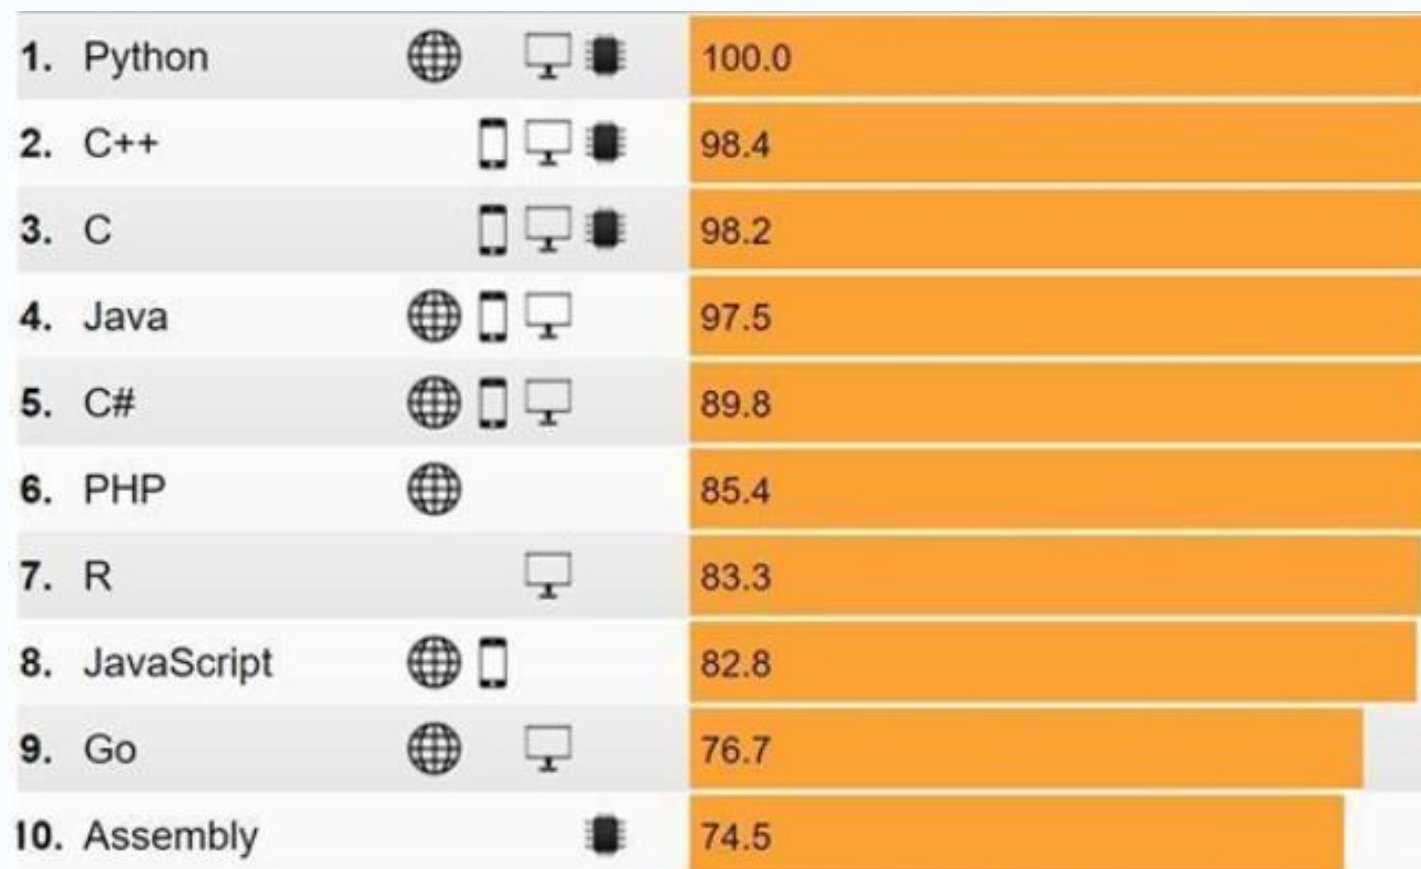 1. Python 100.0
2. C++ 98.4
3. C 98.2
4. Java 97.5
5. C# 89.8
6. PHP 85.4
7. R 83.3
8. JavaScript 82.8
9. Go 76.7
10. Assembly 74.5